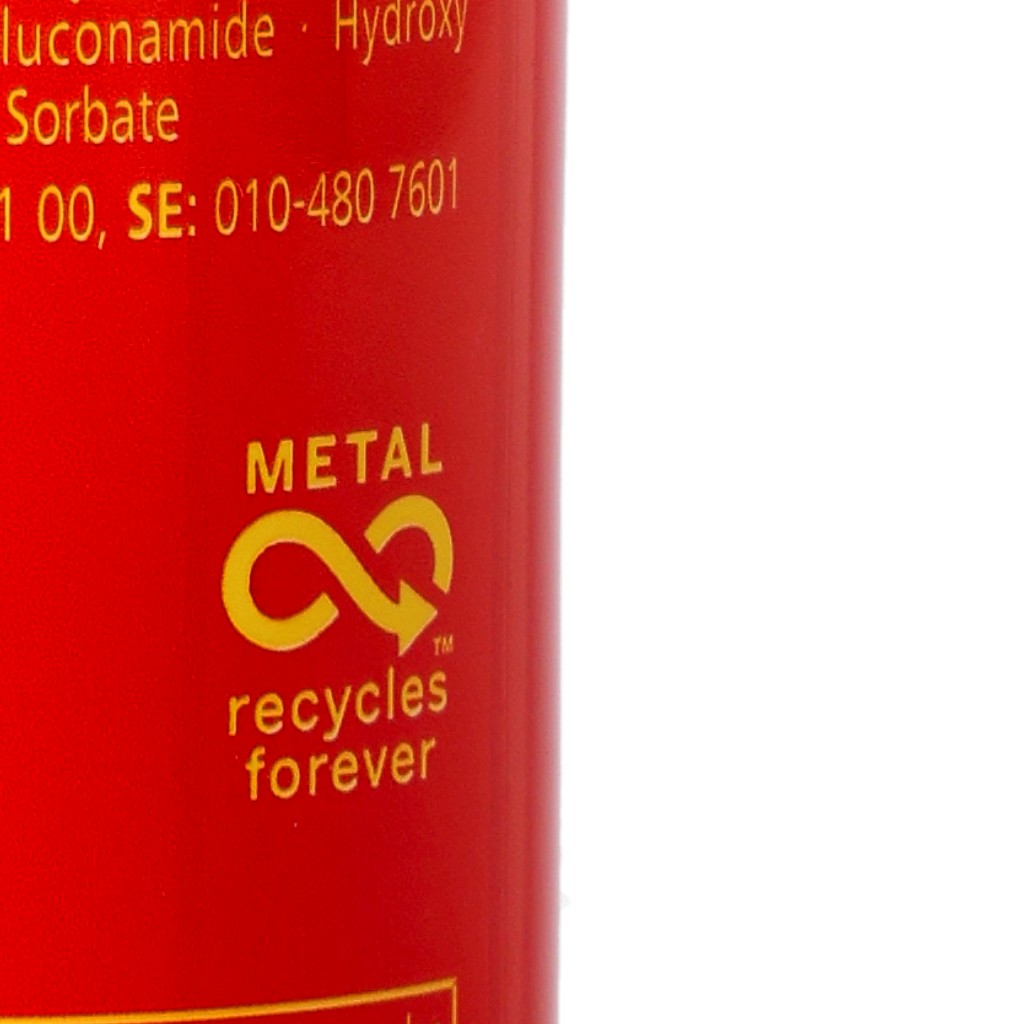 luconamide · Hydroxy
Sorbate
1 00, SE: 010-480 7601
METAL
TM
recycles
forever